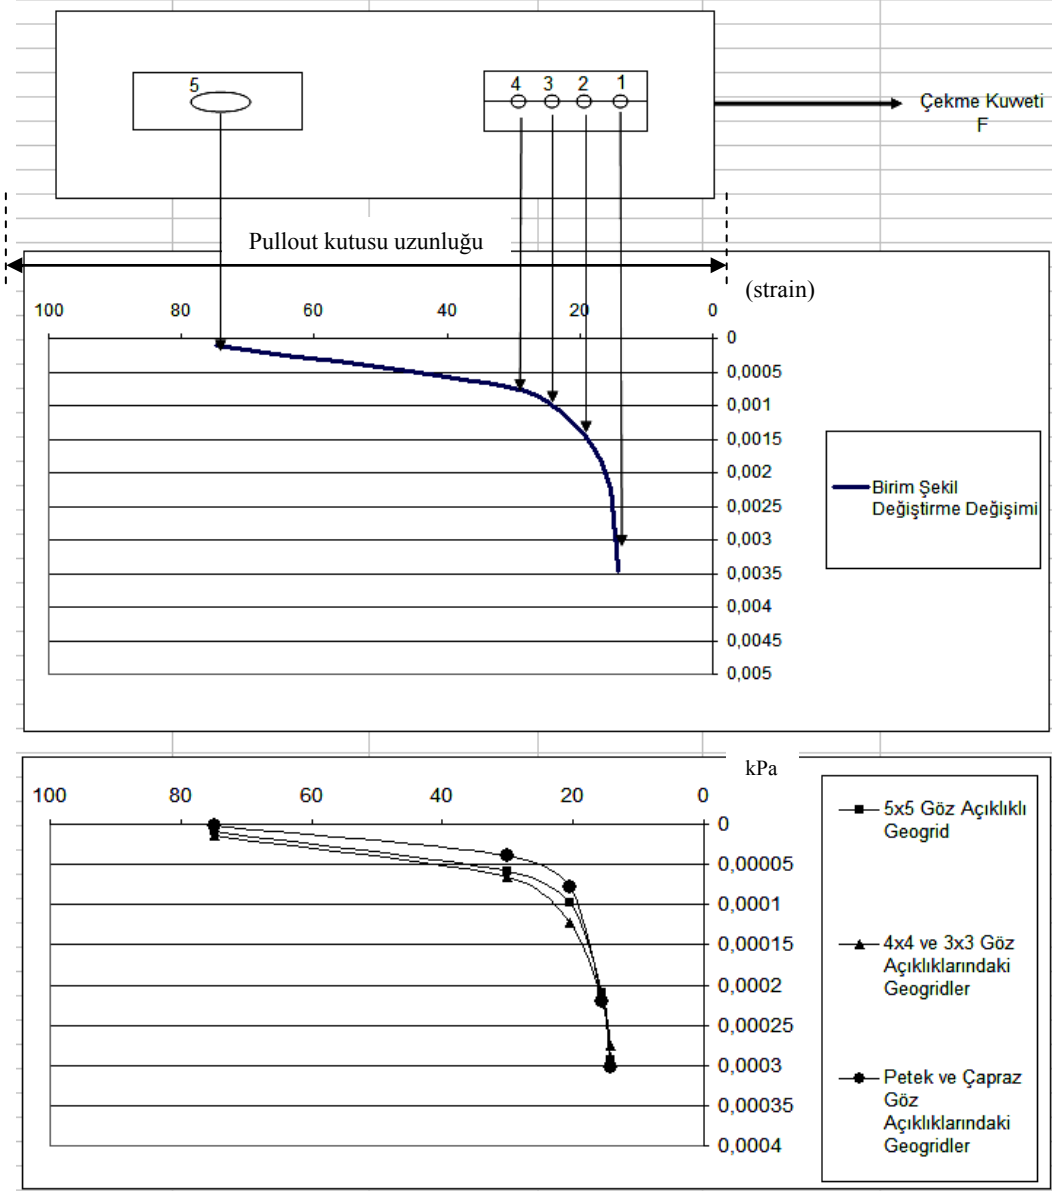 5
4 3 2 1
Çekme Kuvveti
F
Pullout kutusu uzunluğu
(strain)
100 80 60 40 20 0
0
0,0005
0,001
0,0015
0,002
0,0025
0,003
0,0035
0,004
0,0045
0,005
Birim Şekil
Değiştirme Değişimi
kPa
100 80 60 40 20 0
0
0,00005
0,0001
0,00015
0,0002
0,00025
0,0003
0,00035
0,0004
5x5 Göz Açıklıklı
Geogrid
4x4 ve 3x3 Göz
Açıklıklarındaki
Geogridler
Petek ve Çapraz
Göz
Açıklıklarındaki
Geogridler